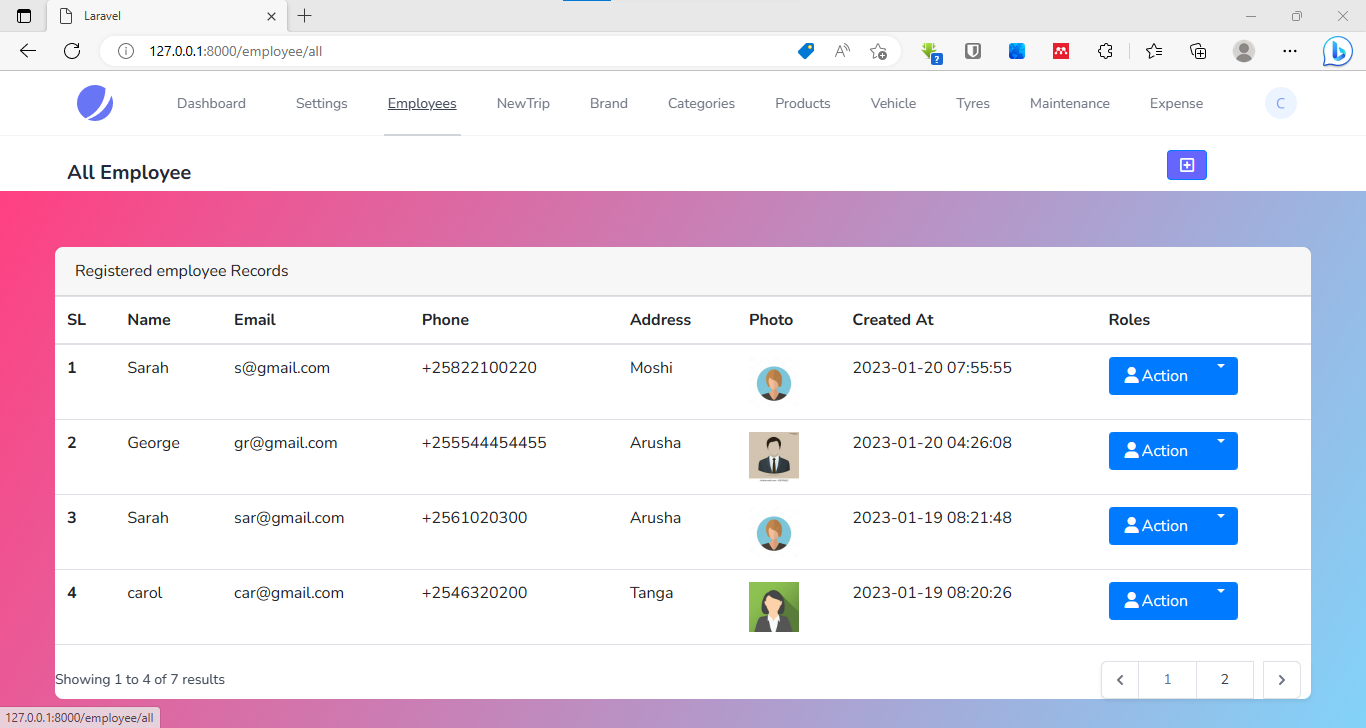 Laravel
127.0.0.1:8000/employee/all
Dashboard Settings Employees NewTrip Brand Categories Products Vehicle Tyres Maintenance Expense C
All Employee
Registered employee Records
SL Name Email Phone Address Photo Created At Roles
1 Sarah s@gmail.com +25822100220 Moshi 2023-01-20 07:55:55 Action
2 George gr@gmail.com +255544454455 Arusha 2023-01-20 04:26:08 Action
3 Sarah sar@gmail.com +2561020300 Arusha 2023-01-19 08:21:48 Action
4 carol car@gmail.com +2546320200 Tanga 2023-01-19 08:20:26 Action
Showing 1 to 4 of 7 results 1 2
127.0.0.1:8000/employee/all